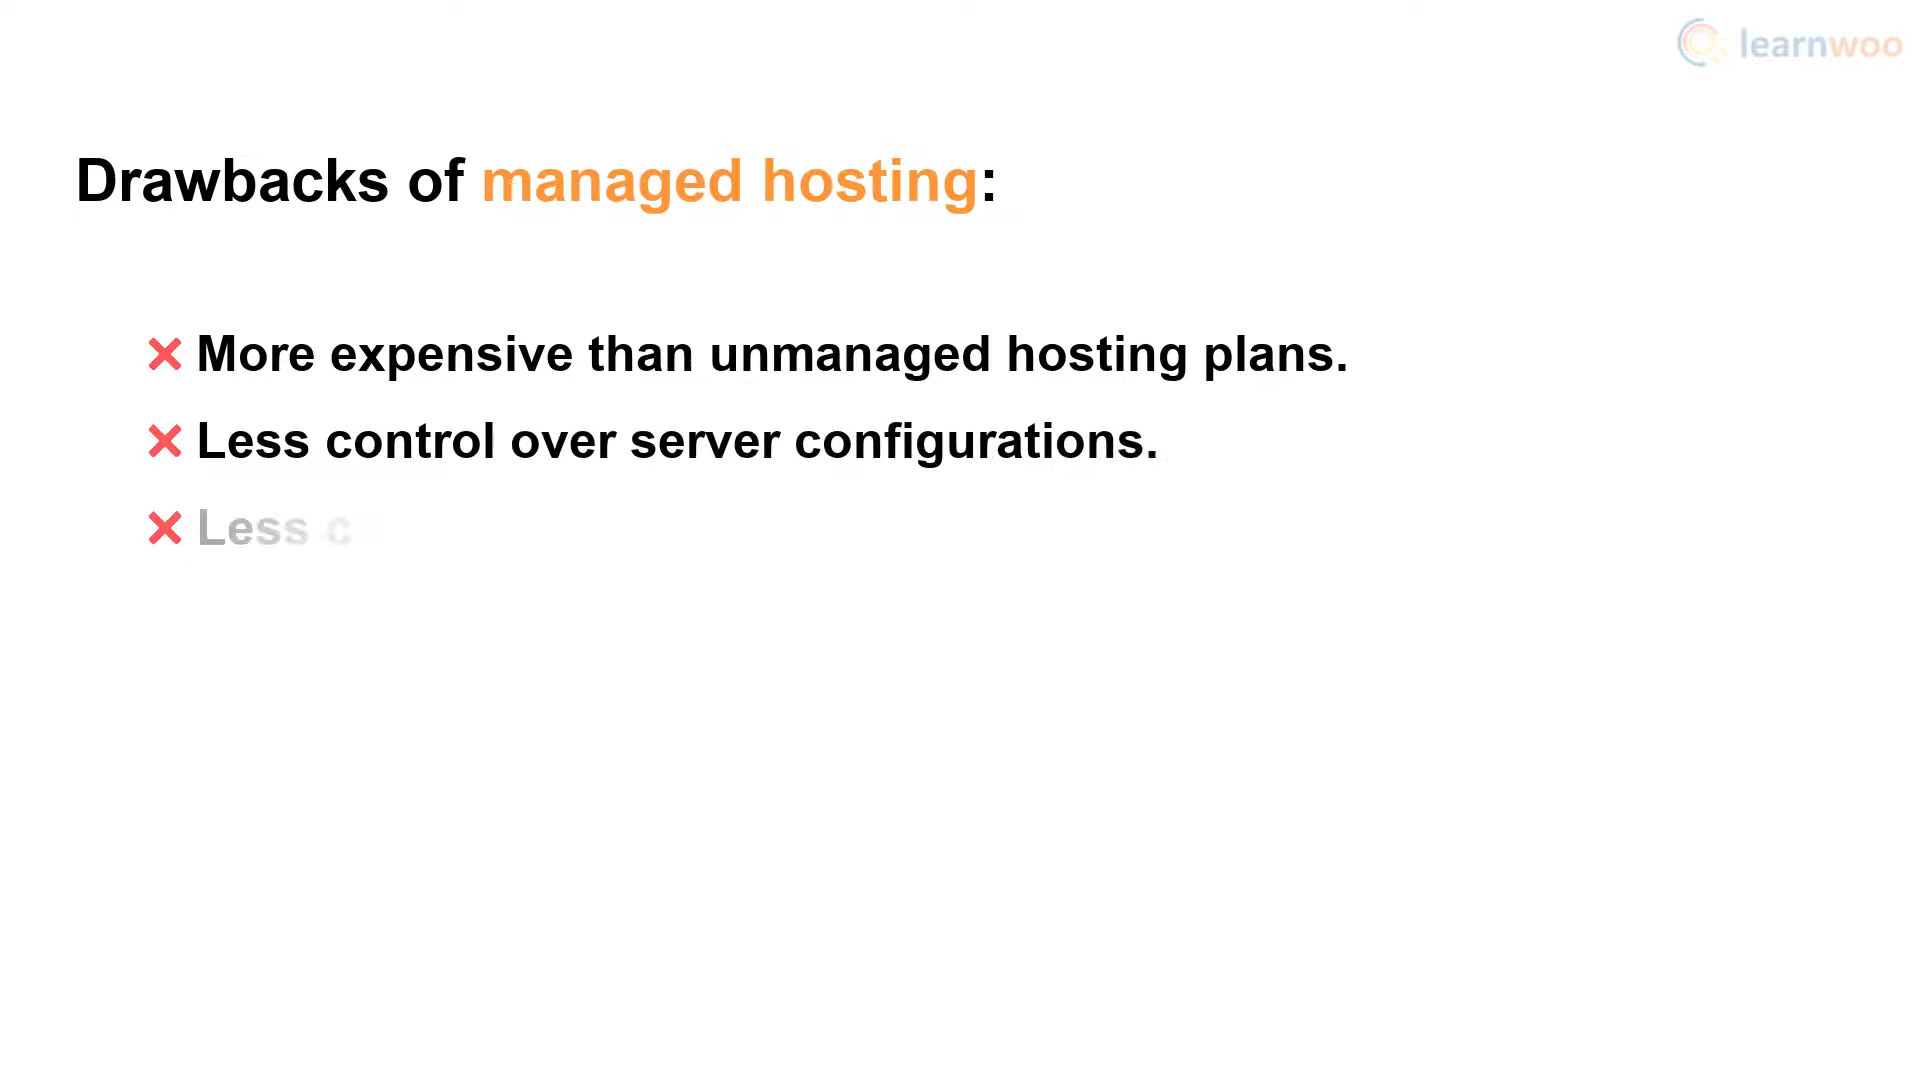 learnwoo
Drawbacks of managed hosting:
❌ More expensive than unmanaged hosting plans.
❌ Less control over server configurations.
❌ Less c